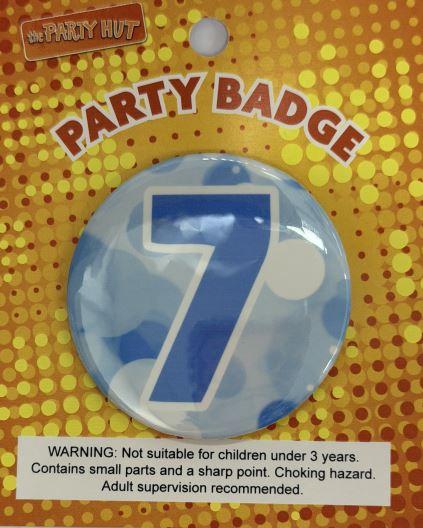 the PARTY HUT
PARTY BADGE
7
WARNING: Not suitable for children under 3 years.
Contains small parts and a sharp point. Choking hazard.
Adult supervision recommended.